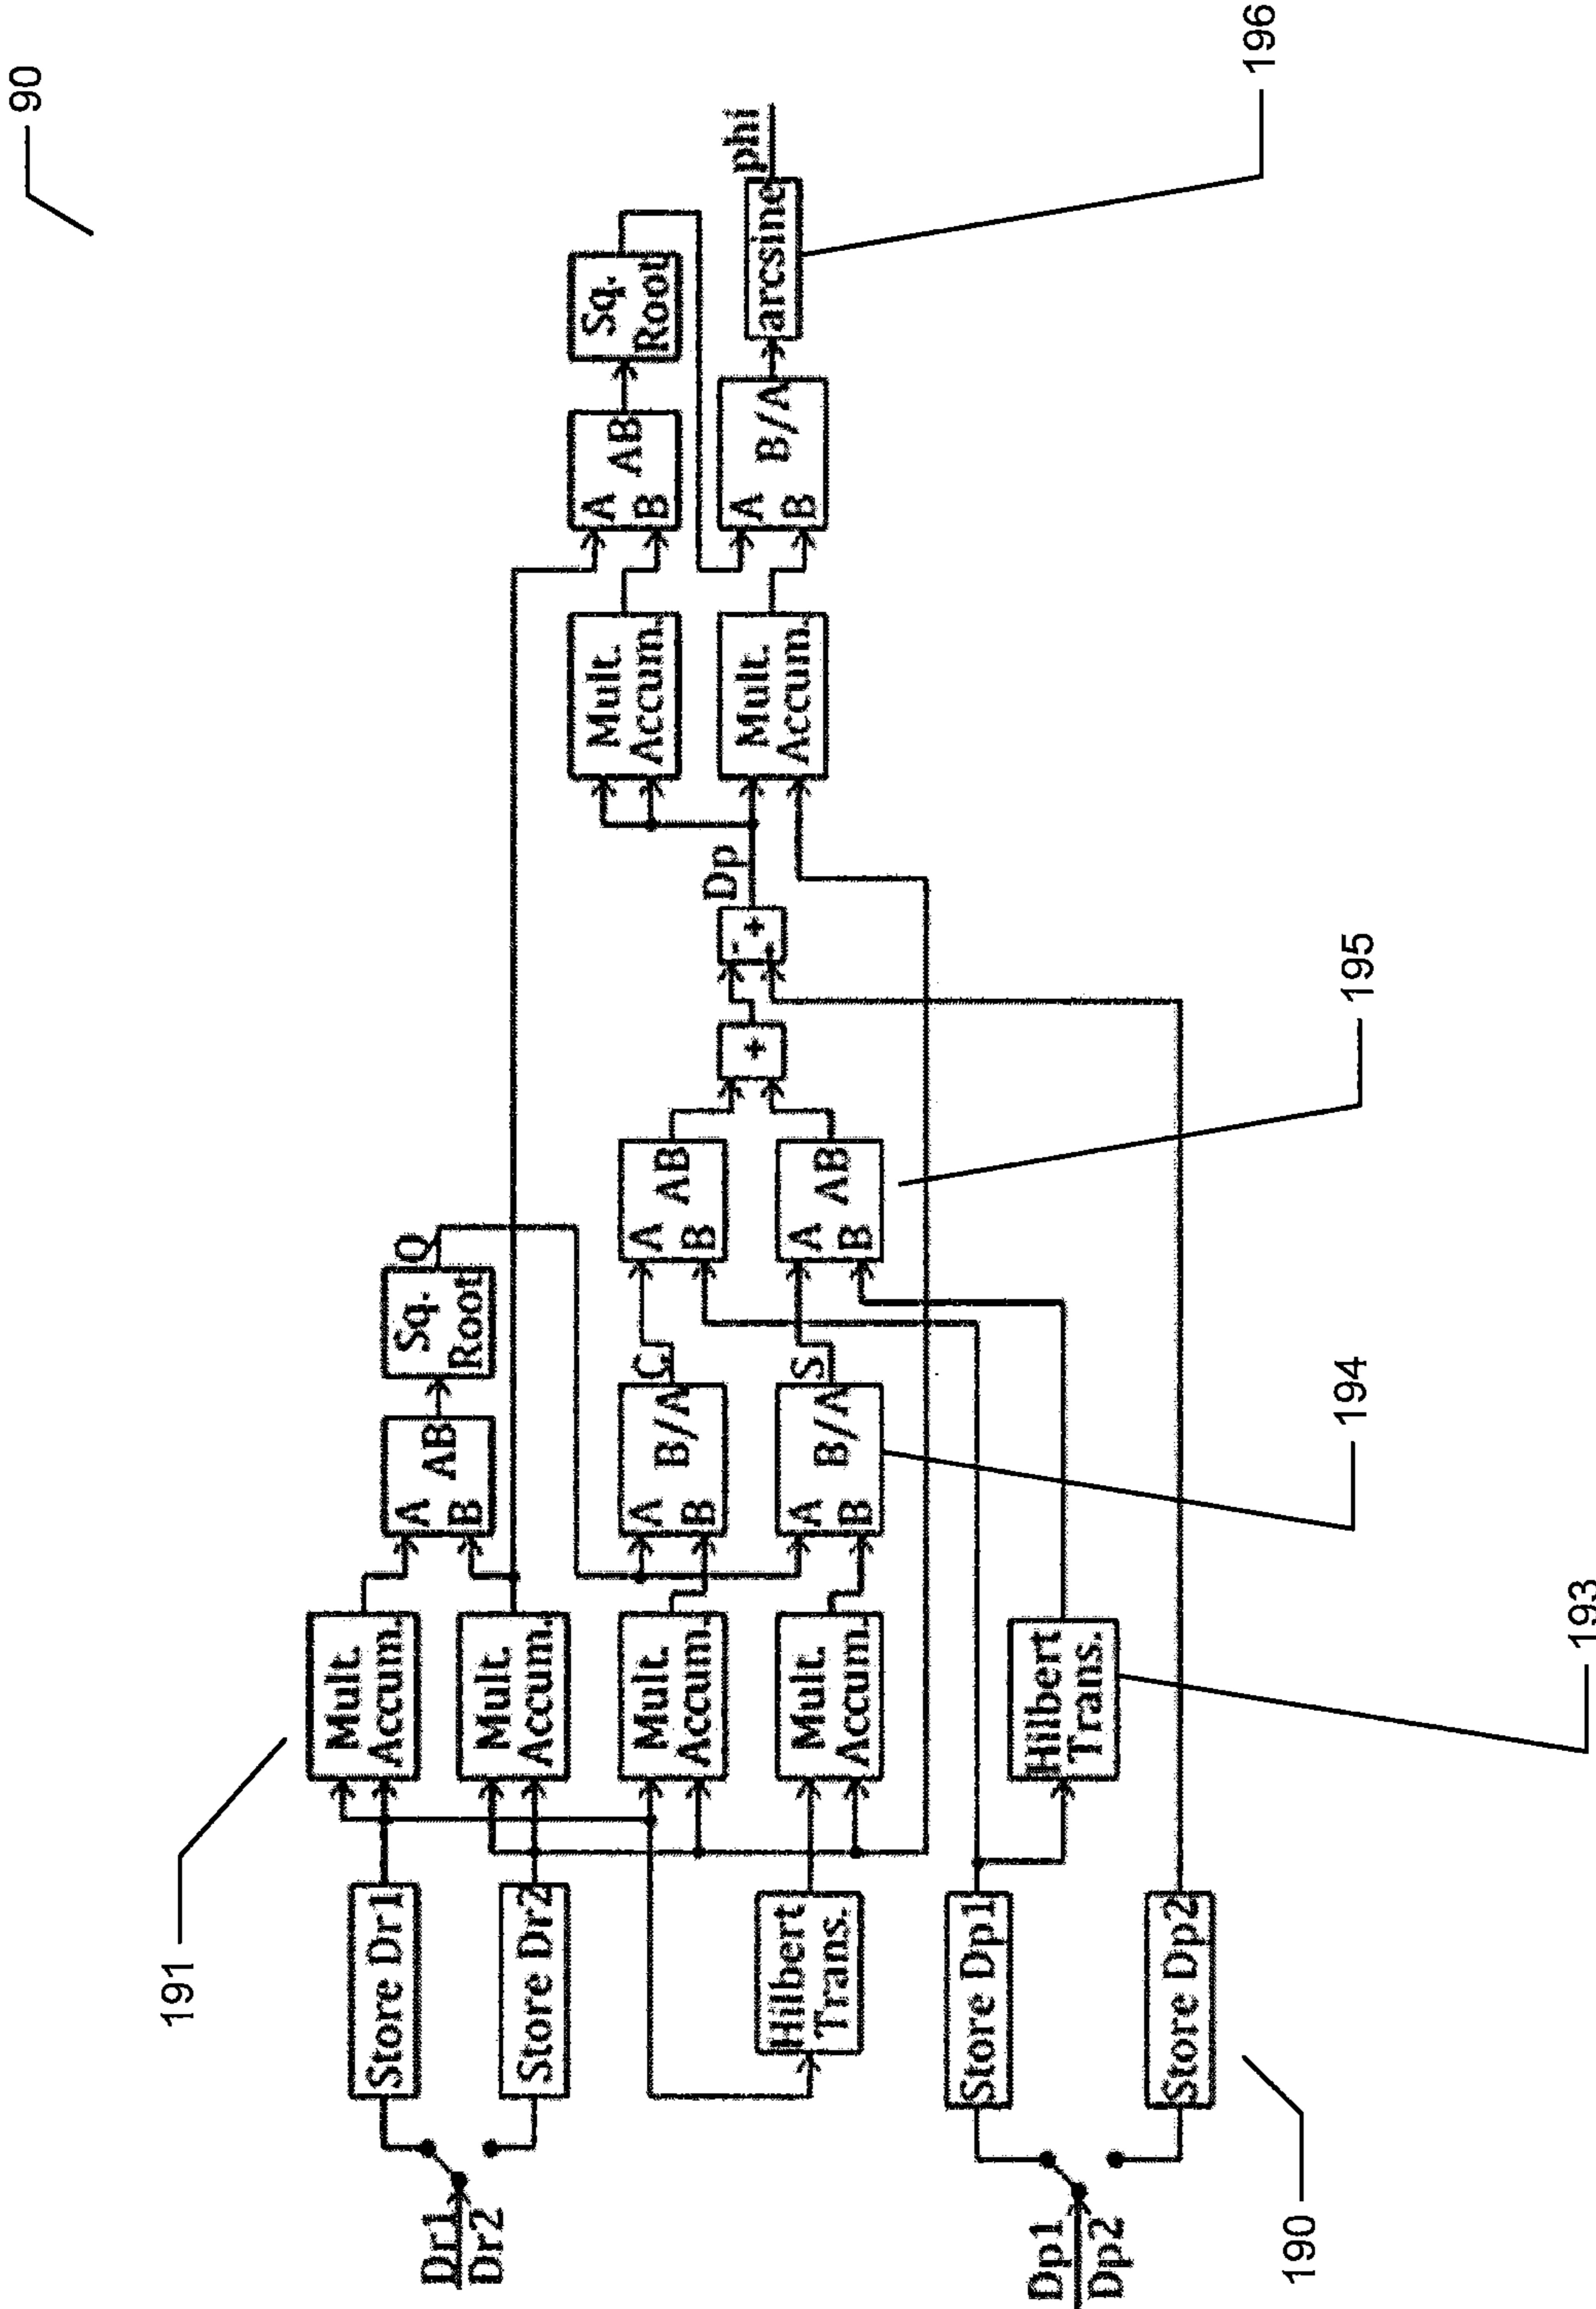 90
191
Dr1
Dr2
Store Dr1
Store Dr2
Mult.
Accum.
Mult.
Accum.
A
B
AB
Sq.
Root
Q
Hilbert
Trans.
Mult.
Accum.
Mult.
Accum.
A
B
B/A
C
A
B
B/A
S
A
B
AB
A
B
AB
+
-
+
Dp
Mult.
Accum.
Mult.
Accum.
A
B
AB
Sq.
Root
A
B
B/A
arcsine
phi
Dp1
Dp2
Store Dp1
Store Dp2
Hilbert
Trans.
190
193
194
195
196